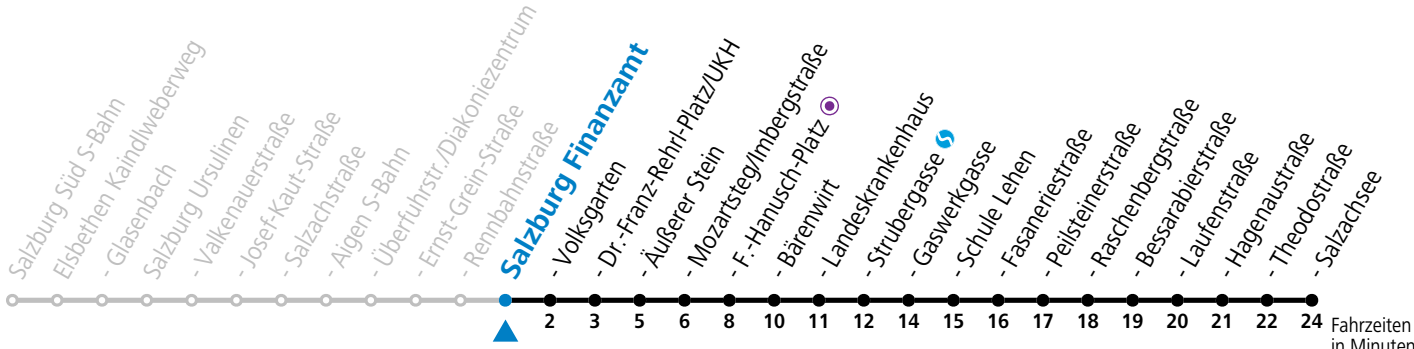 Salzburg Süd S-Bahn
Elsbethen Kaindlweberweg
- Glasenbach
Salzburg Ursulinen
- Valkenauerstraße
- Josef-Kaut-Straße
- Salzachstraße
- Aigen S-Bahn
- Überfuhrstr./Diakoniezentrum
- Ernst-Grein-Straße
- Rennbahnstraße
Salzburg Finanzamt
- Volksgarten
- Dr.-Franz-Rehrl-Platz/UKH
- Äußerer Stein
- Mozartsteg/Imbergstraße
- F.-Hanusch-Platz
- Bärenwirt
- Landeskrankenhaus
- Strubergasse
- Gaswerkgasse
- Schule Lehen
- Fasaneriestraße
- Peilsteinerstraße
- Raschenbergstraße
- Bessarabierstraße
- Laufenstraße
- Hagenaustraße
- Theodostraße
- Salzachsee
2 3 5 6 8 10 11 12 14 15 16 17 18 19 20 21 22 24 Fahrzeiten
in Minuten